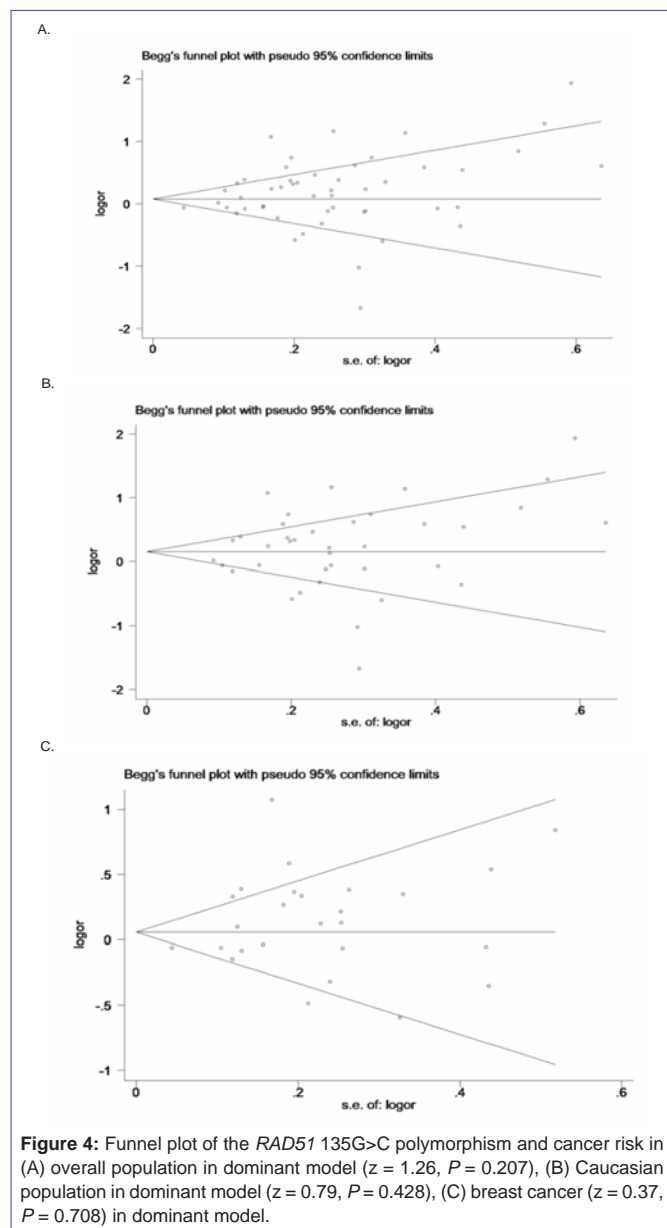 A.
Begg's funnel plot with pseudo 95% confidence limits
2
1
0
-1
-2
logor
0
.2
.4
.6
s.e. of: logor
B.
Begg's funnel plot with pseudo 95% confidence limits
2
1
0
-1
-2
logor
0
.2
.4
.6
s.e. of: logor
C.
Begg's funnel plot with pseudo 95% confidence limits
1
.5
0
-.5
-1
logor
0
.2
.4
.6
s.e. of: logor
Figure 4: Funnel plot of the RAD51 135G>C polymorphism and cancer risk in
(A) overall population in dominant model (z = 1.26, P = 0.207), (B) Caucasian
population in dominant model (z = 0.79, P = 0.428), (C) breast cancer (z = 0.37,
P = 0.708) in dominant model.